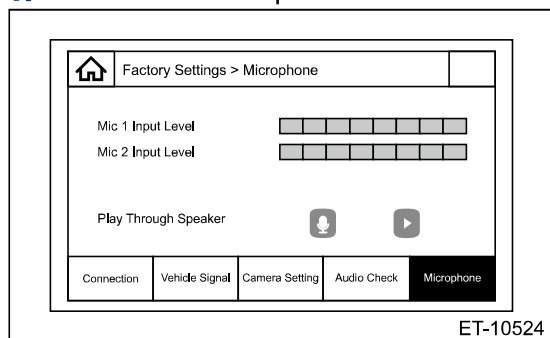 Factory Settings > Microphone
Mic 1 Input Level
Mic 2 Input Level
Play Through Speaker
Connection Vehicle Signal Camera Setting Audio Check Microphone
ET-10524